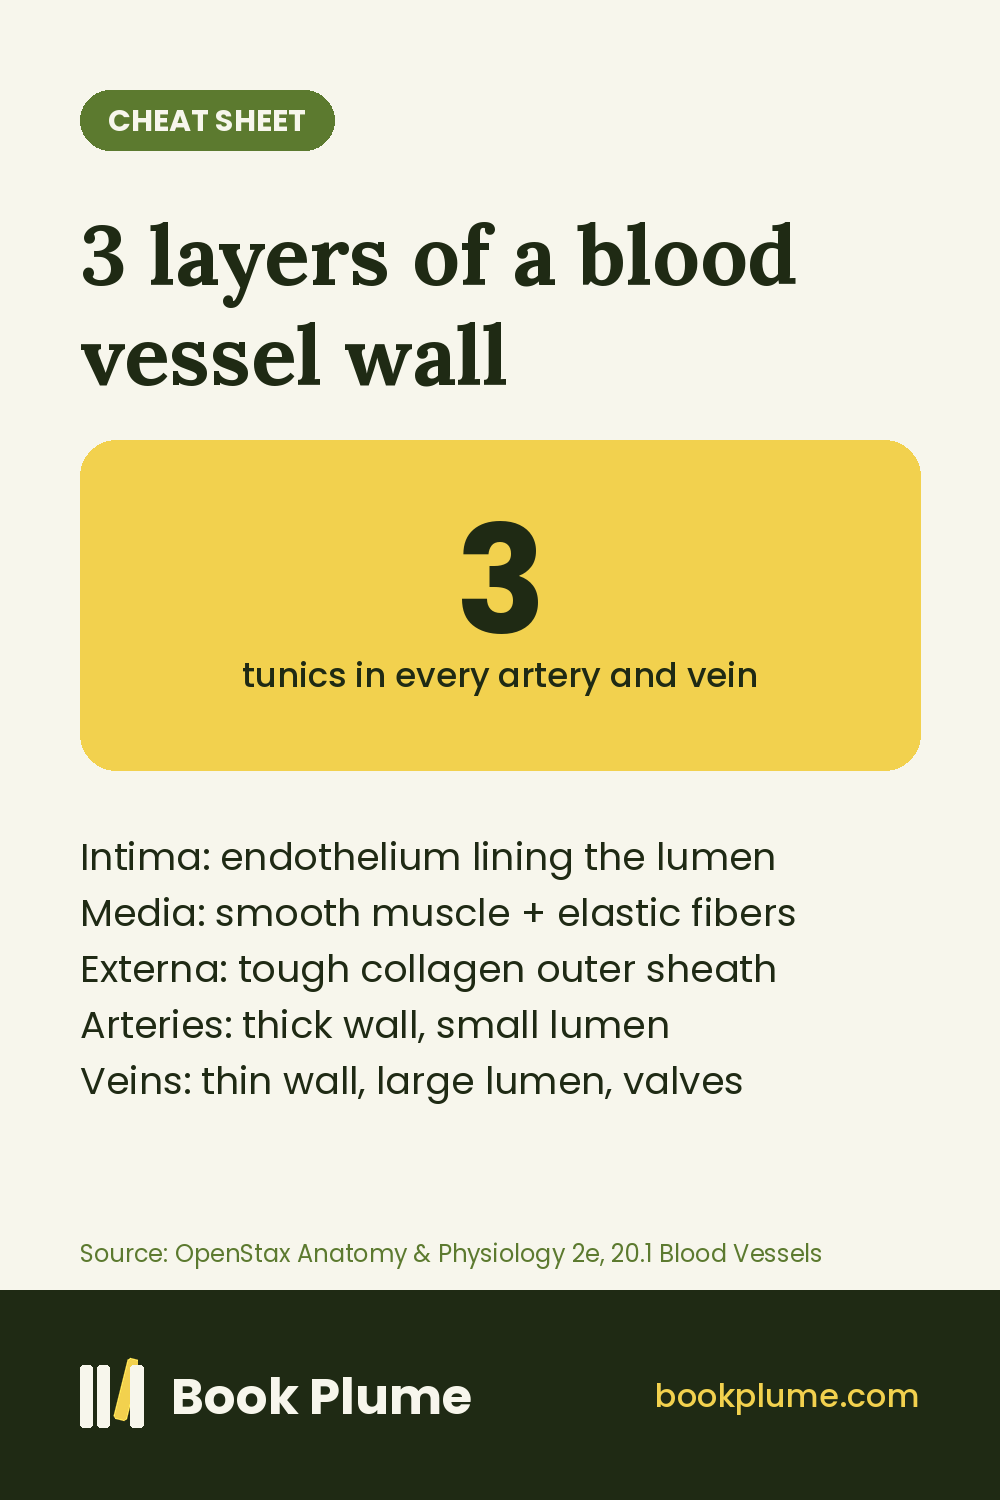 CHEAT SHEET
3 layers of a blood
vessel wall
3
tunics in every artery and vein
Intima: endothelium lining the lumen
Media: smooth muscle + elastic fibers
Externa: tough collagen outer sheath
Arteries: thick wall, small lumen
Veins: thin wall, large lumen, valves
Source: OpenStax Anatomy & Physiology 2e, 20.1 Blood Vessels
Book Plume
bookplume.com